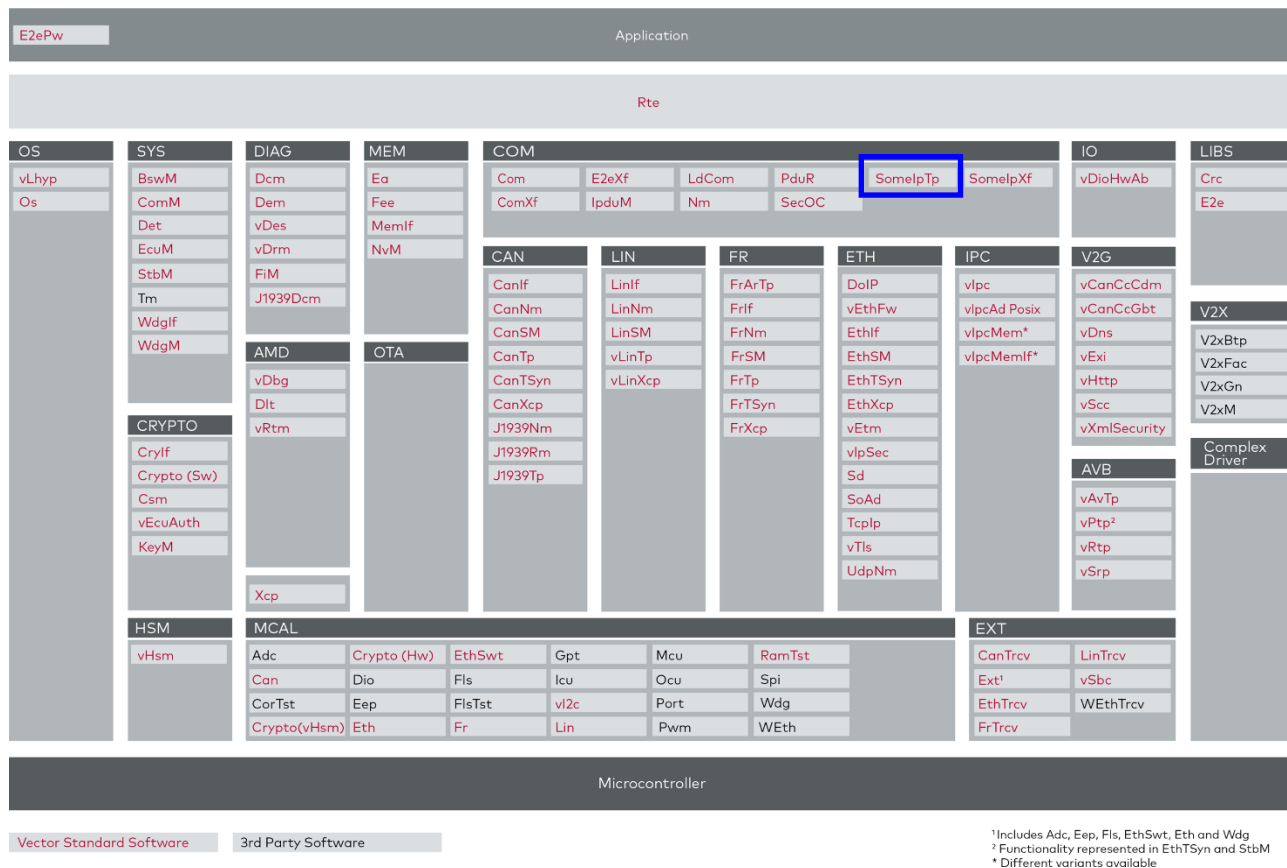 E2ePw
Application
Rte
OS
vLhyp
Os
SYS
BswM
ComM
Det
EcuM
StbM
Tm
WdgIf
WdgM
CRYPTO
CryIf
Crypto (Sw)
Csm
vEcuAuth
KeyM
HSM
vHsm
DIAG
Dcm
Dem
vDes
vDrm
FiM
J1939Dcm
AMD
vDbg
Dlt
vRtm
Xcp
MEM
Ea
Fee
MemIf
NvM
OTA
COM
Com
E2eXf
LdCom
PduR
SomeIpTp
SomeIpXf
ComXf
IpduM
Nm
SecOC
CAN
CanIf
CanNm
CanSM
CanTp
CanTSyn
CanXcp
J1939Nm
J1939Rm
J1939Tp
LIN
LinIf
LinNm
LinSM
vLinTp
vLinXcp
FR
FrArTp
FrIf
FrNm
FrSM
FrTp
FrTSyn
FrXcp
ETH
DoIP
vEthFw
EthIf
EthSM
EthTSyn
EthXcp
vEtm
vIpSec
Sd
SoAd
TcpIp
vTls
UdpNm
IPC
vIpc
vIpcAd Posix
vIpcMem*
vIpcMemIf*
IO
vDioHwAb
V2G
vCanCcCdm
vCanCcGbt
vDns
vExi
vHttp
vScc
vXmlSecurity
AVB
vAvTp
vPtp²
vRtp
vSrp
LIBS
Crc
E2e
V2X
V2xBtp
V2xFac
V2xGn
V2xM
Complex
Driver
MCAL
Adc
Crypto (Hw)
EthSwt
Gpt
Mcu
RamTst
Can
Dio
Fls
Icu
Ocu
Spi
CorTst
Eep
FlsTst
vI2c
Port
Wdg
Crypto(vHsm)
Eth
Fr
Lin
Pwm
WEth
EXT
CanTrcv
LinTrcv
Ext¹
vSbc
EthTrcv
WEthTrcv
FrTrcv
Microcontroller
Vector Standard Software
3rd Party Software
¹ Includes Adc, Eep, Fls, EthSwt, Eth and Wdg
² Functionality represented in EthTSyn and StbM
* Different variants available